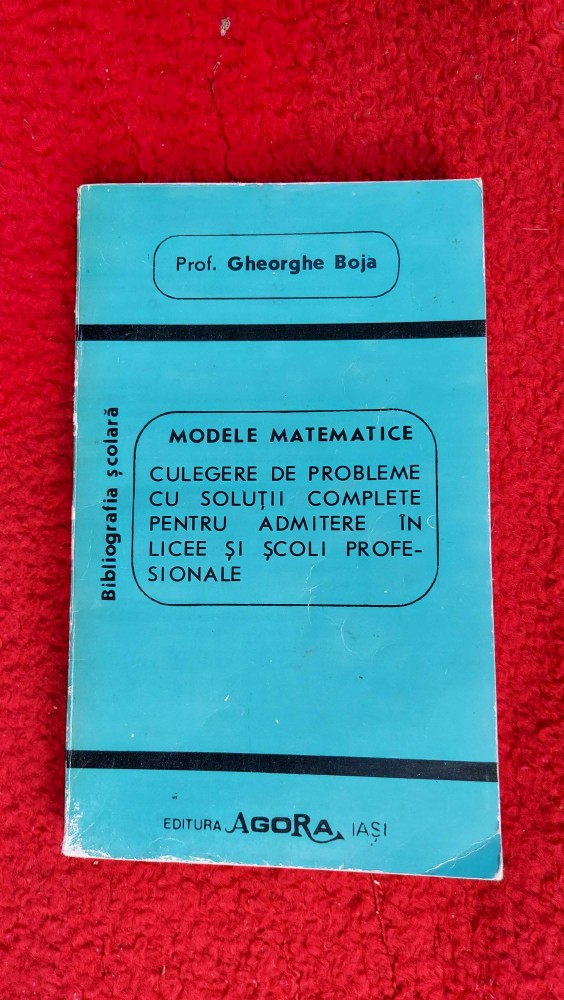 Prof. Gheorghe Boja
Bibliografia școlară
MODELE MATEMATICE
CULEGERE DE PROBLEME
CU SOLUȚII COMPLETE
PENTRU ADMITERE ÎN
LICEE ȘI ȘCOLI PROFE-
SIONALE
EDITURA AGORA IAȘI